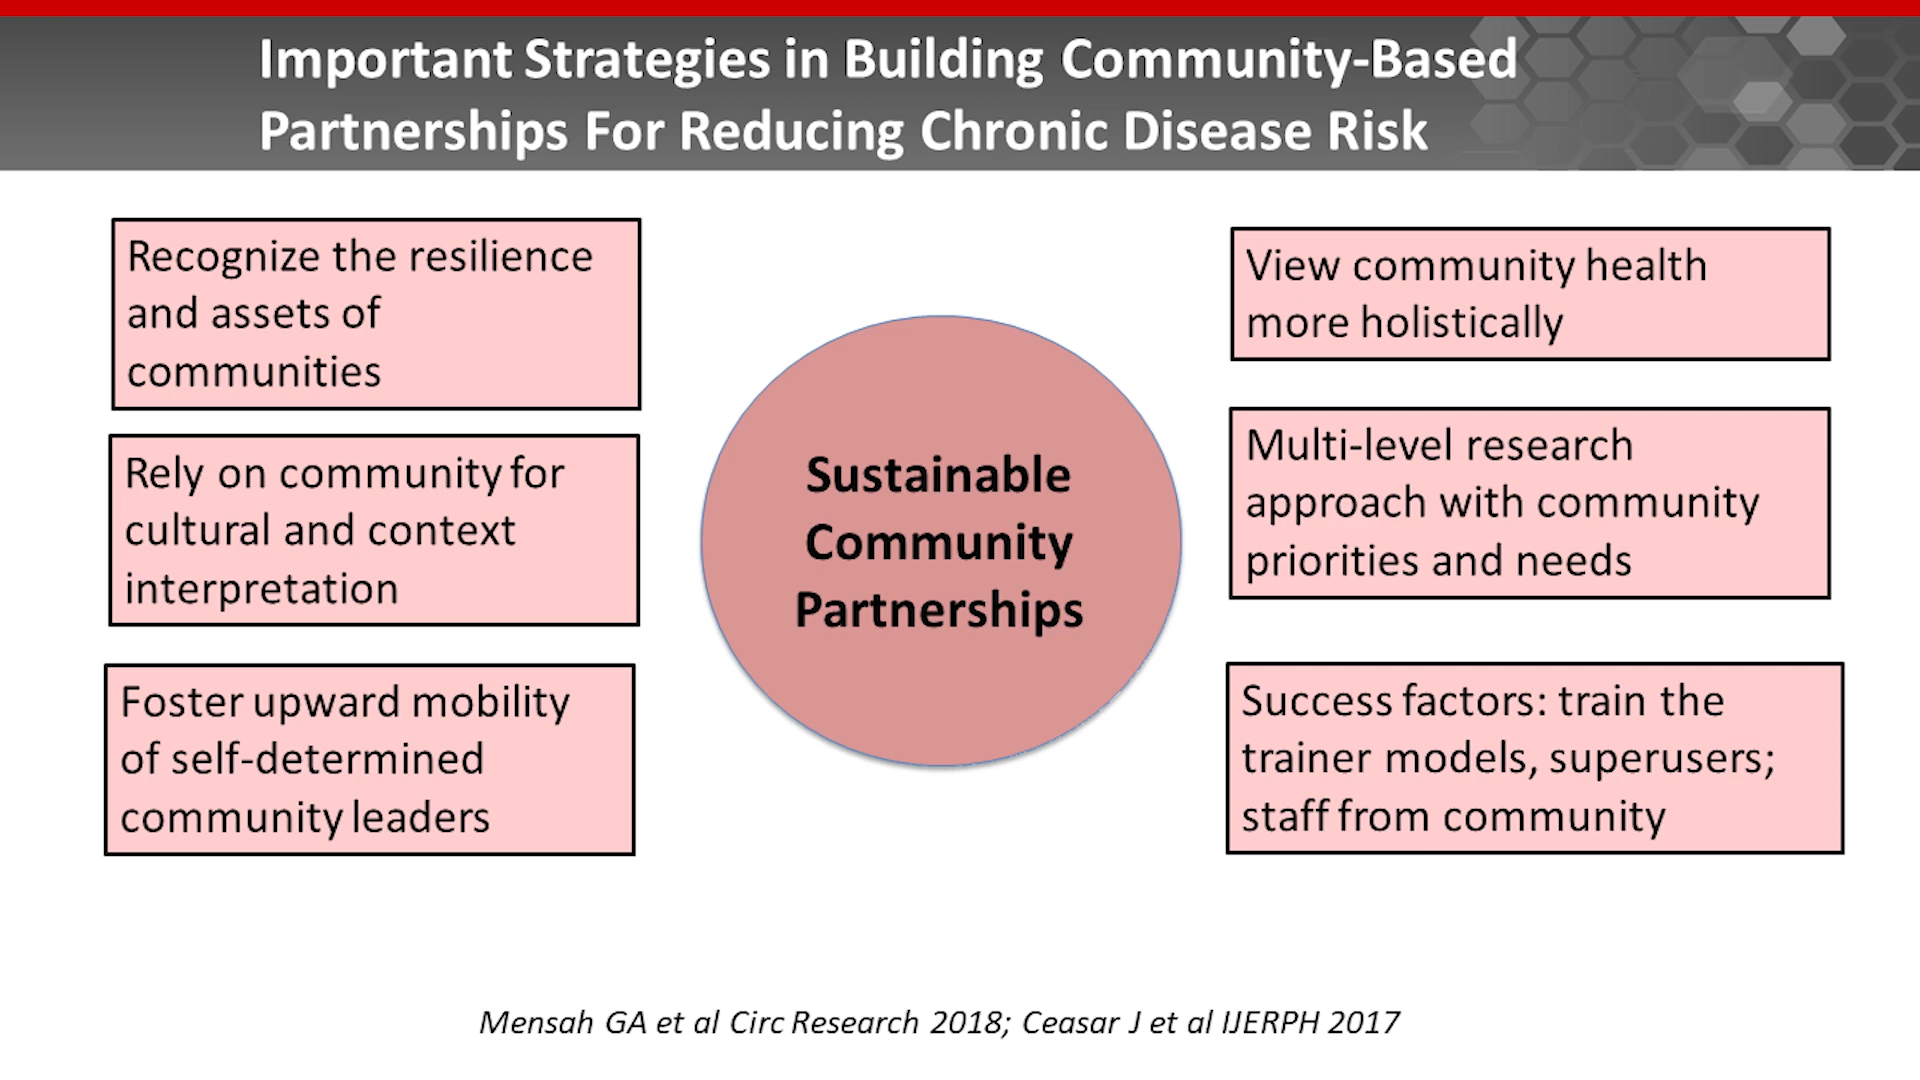 Important Strategies in Building Community-Based
Partnerships For Reducing Chronic Disease Risk
Recognize the resilience
and assets of
communities
Rely on community for
cultural and context
interpretation
Foster upward mobility
of self-determined
community leaders
Sustainable
Community
Partnerships
View community health
more holistically
Multi-level research
approach with community
priorities and needs
Success factors: train the
trainer models, superusers;
staff from community
Mensah GA et al Circ Research 2018; Ceasar J et al IJERPH 2017